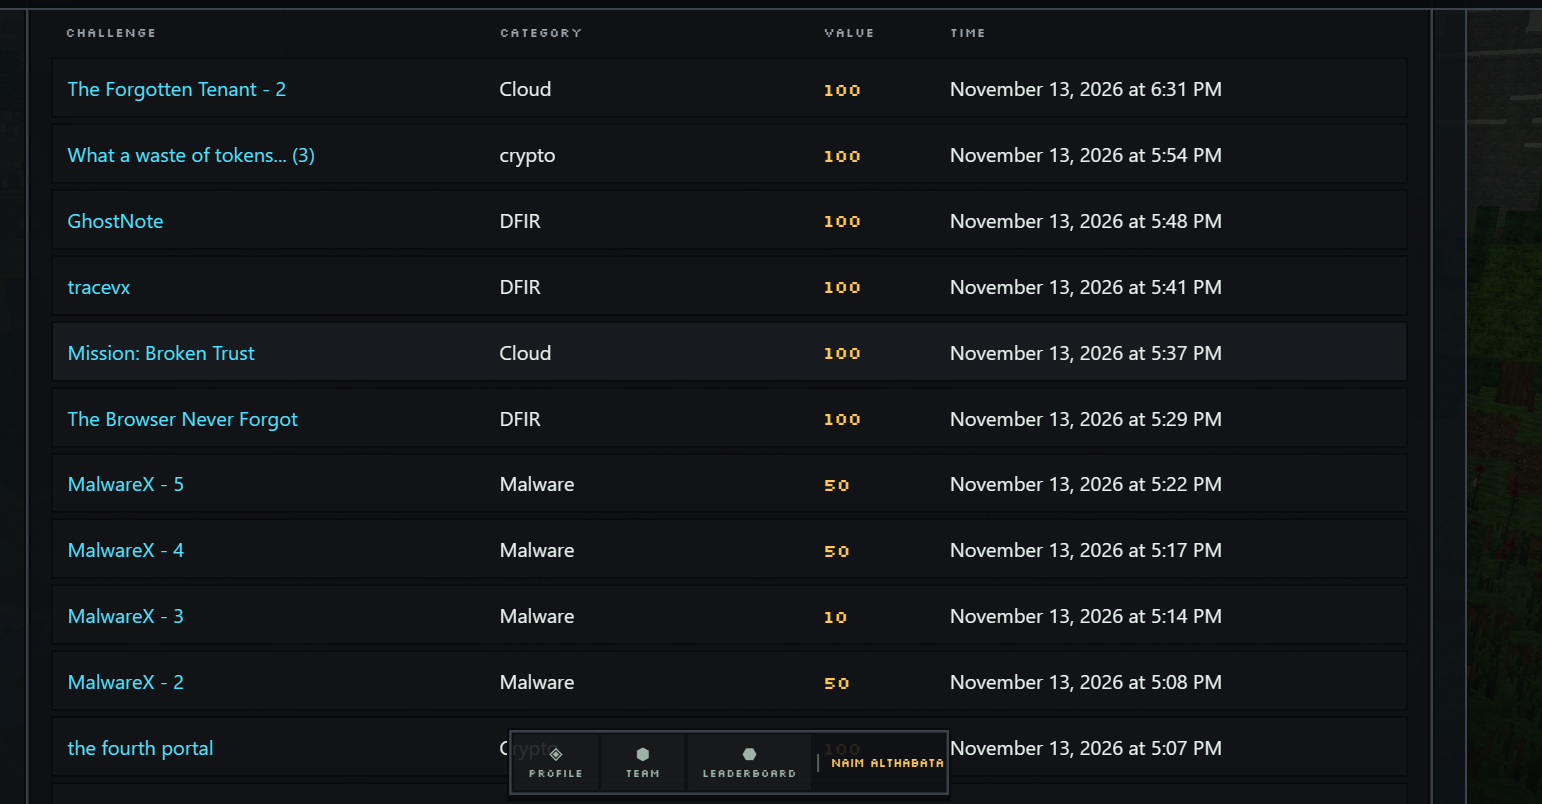 CHALLENGE CATEGORY VALUE TIME
The Forgotten Tenant - 2 Cloud 100 November 13, 2026 at 6:31 PM
What a waste of tokens... (3) crypto 100 November 13, 2026 at 5:54 PM
GhostNote DFIR 100 November 13, 2026 at 5:48 PM
tracevx DFIR 100 November 13, 2026 at 5:41 PM
Mission: Broken Trust Cloud 100 November 13, 2026 at 5:37 PM
The Browser Never Forgot DFIR 100 November 13, 2026 at 5:29 PM
MalwareX - 5 Malware 50 November 13, 2026 at 5:22 PM
MalwareX - 4 Malware 50 November 13, 2026 at 5:17 PM
MalwareX - 3 Malware 10 November 13, 2026 at 5:14 PM
MalwareX - 2 Malware 50 November 13, 2026 at 5:08 PM
the fourth portal Crypto 100 November 13, 2026 at 5:07 PM
PROFILE TEAM LEADERBOARD NAIM ALTHABATA